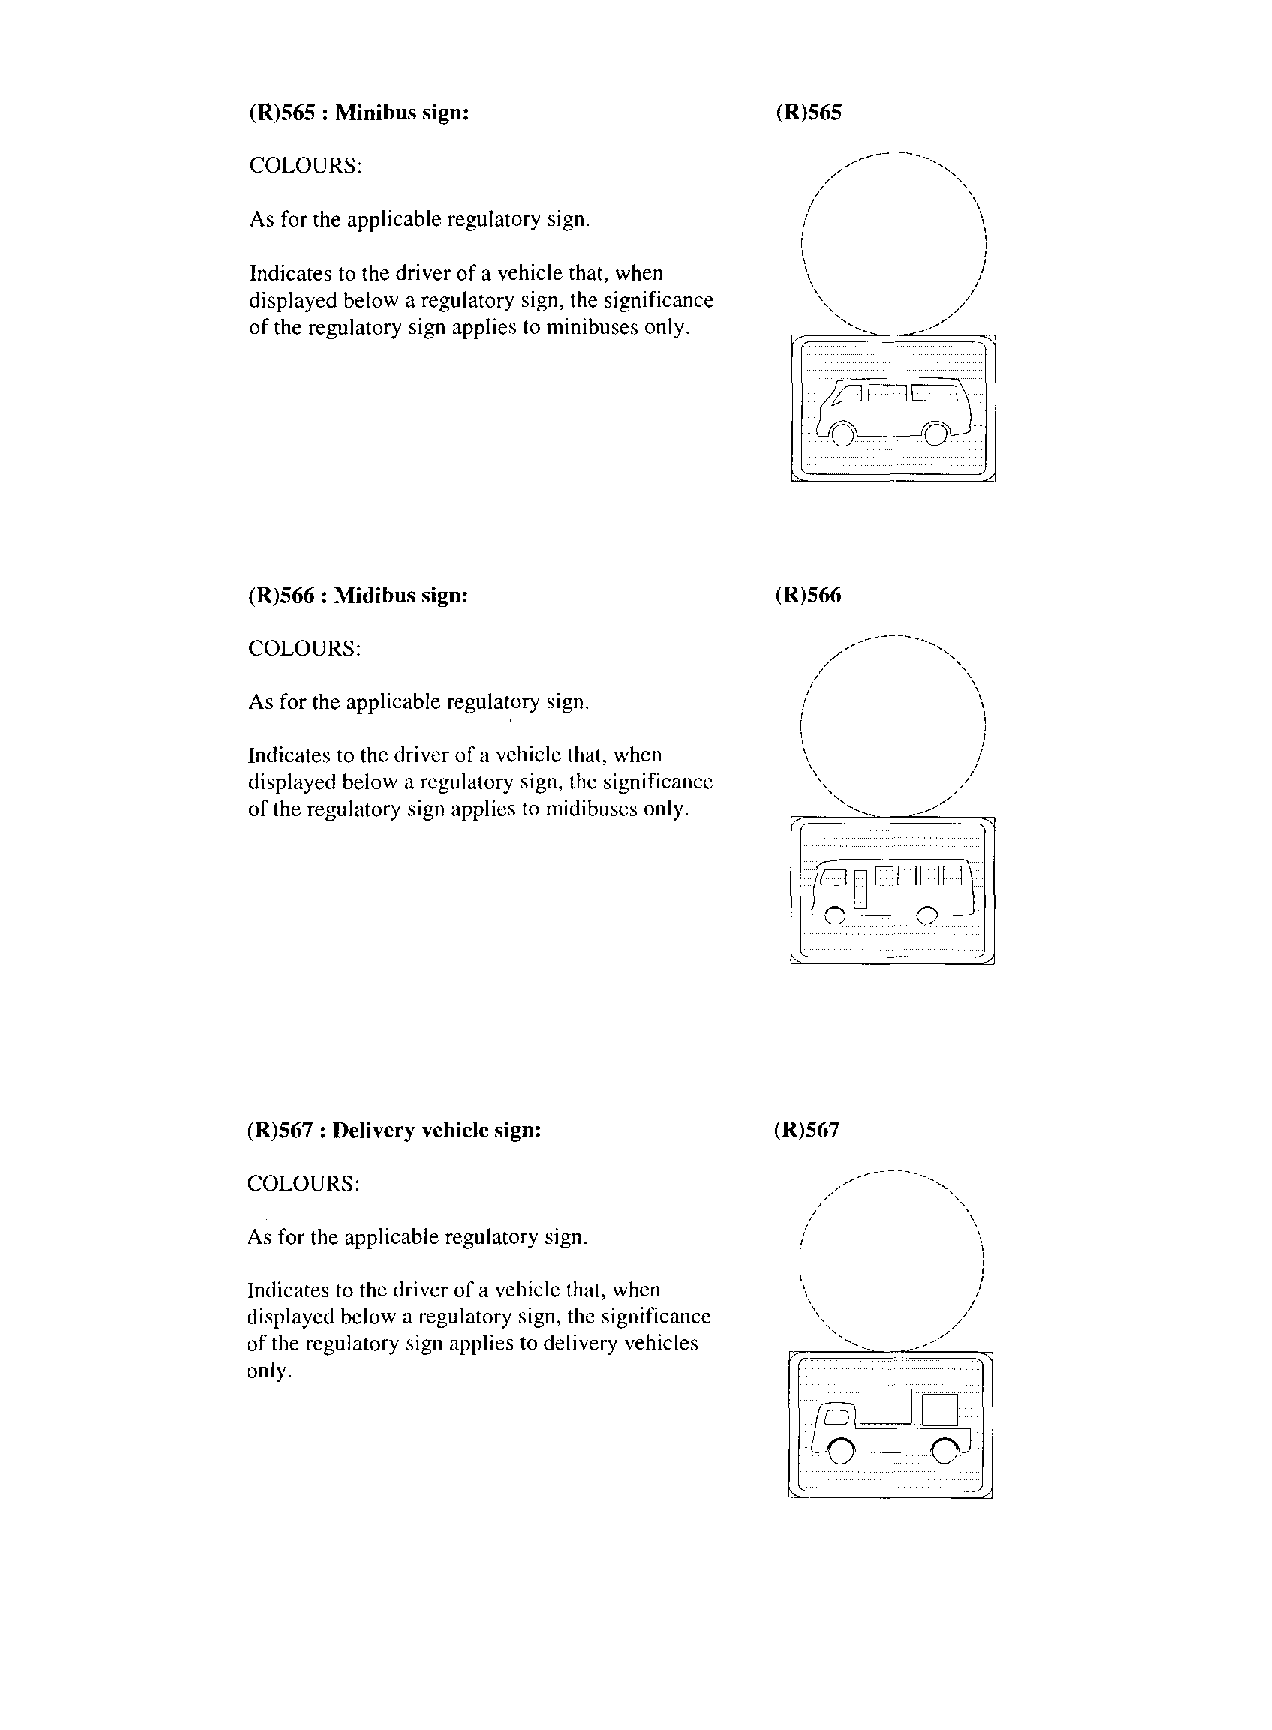 (R)565 : Minibus sign:
(R)565
COLOURS:
As for the applicable regulatory sign.
Indicates to the driver of a vehicle that, when
displayed below a regulatory sign, the significance
of the regulatory sign applies to minibuses only.
(R)566 : Midibus sign:
(R)566
COLOURS:
As for the applicable regulatory sign.
Indicates to the driver of a vehicle that, when
displayed below a regulatory sign, the significance
of the regulatory sign applies to midibuses only.
(R)567 : Delivery vehicle sign:
(R)567
COLOURS:
As for the applicable regulatory sign.
Indicates to the driver of a vehicle that, when
displayed below a regulatory sign, the significance
of the regulatory sign applies to delivery vehicles
only.